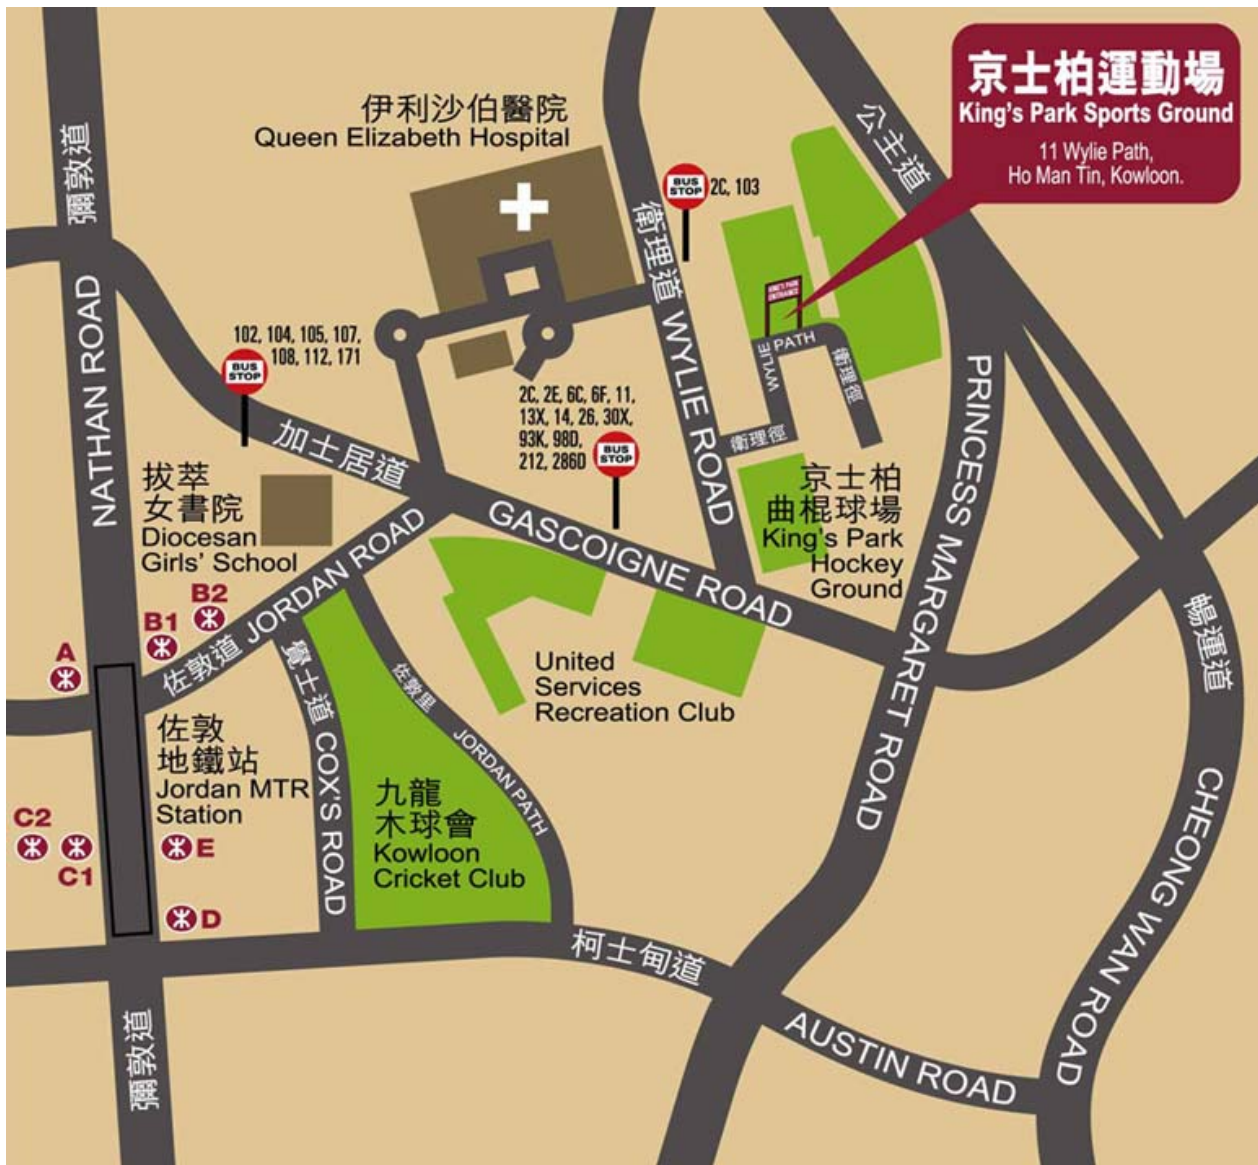 京士柏運動場
King's Park Sports Ground
11 Wylie Path,
Ho Man Tin, Kowloon.
伊利沙伯醫院
Queen Elizabeth Hospital
彌敦道
公主道
BUS
STOP
2C, 103
衛理道 WYLIE ROAD
KING'S PARK
ENTRANCE
WYLIE PATH
衛理徑
衛理徑
NATHAN ROAD
102, 104, 105, 107,
108, 112, 171
BUS
STOP
2C, 2E, 6C, 6F, 11,
13X, 14, 26, 30X,
93K, 98D,
212, 286D
BUS
STOP
加士居道
GASCOIGNE ROAD
PRINCESS MARGARET ROAD
京士柏
曲棍球場
King's Park
Hockey
Ground
拔萃
女書院
Diocesan
Girls' School
B2
B1
A
佐敦道 JORDAN ROAD
United
Services
Recreation Club
暢運道
CHEONG WAN ROAD
佐敦里
JORDAN PATH
覺士道 COX'S ROAD
佐敦
地鐵站
Jordan MTR
Station
九龍
木球會
Kowloon
Cricket Club
C2
C1
E
D
柯士甸道
AUSTIN ROAD
彌敦道